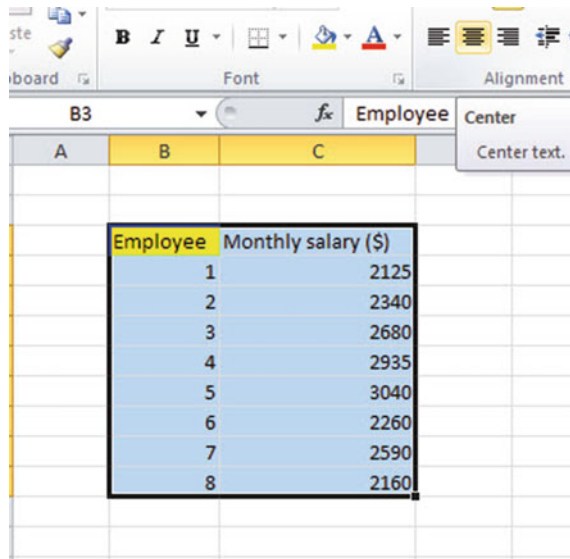 ste
B I U A
board Font Alignment
B3 fx Employee
Center
Center text.
A B C
Employee Monthly salary ($)
1 2125
2 2340
3 2680
4 2935
5 3040
6 2260
7 2590
8 2160